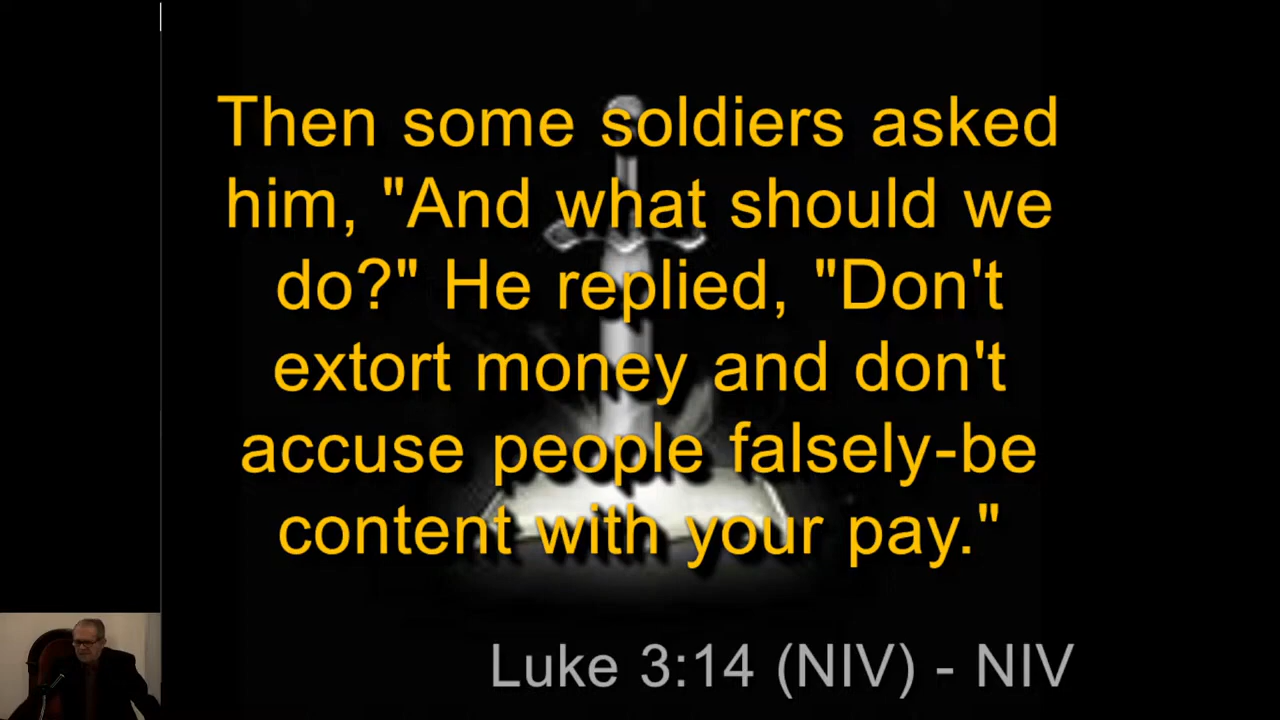 Then some soldiers asked
him, "And what should we
do?" He replied, "Don't
extort money and don't
accuse people falsely-be
content with your pay."
Luke 3:14 (NIV) - NIV